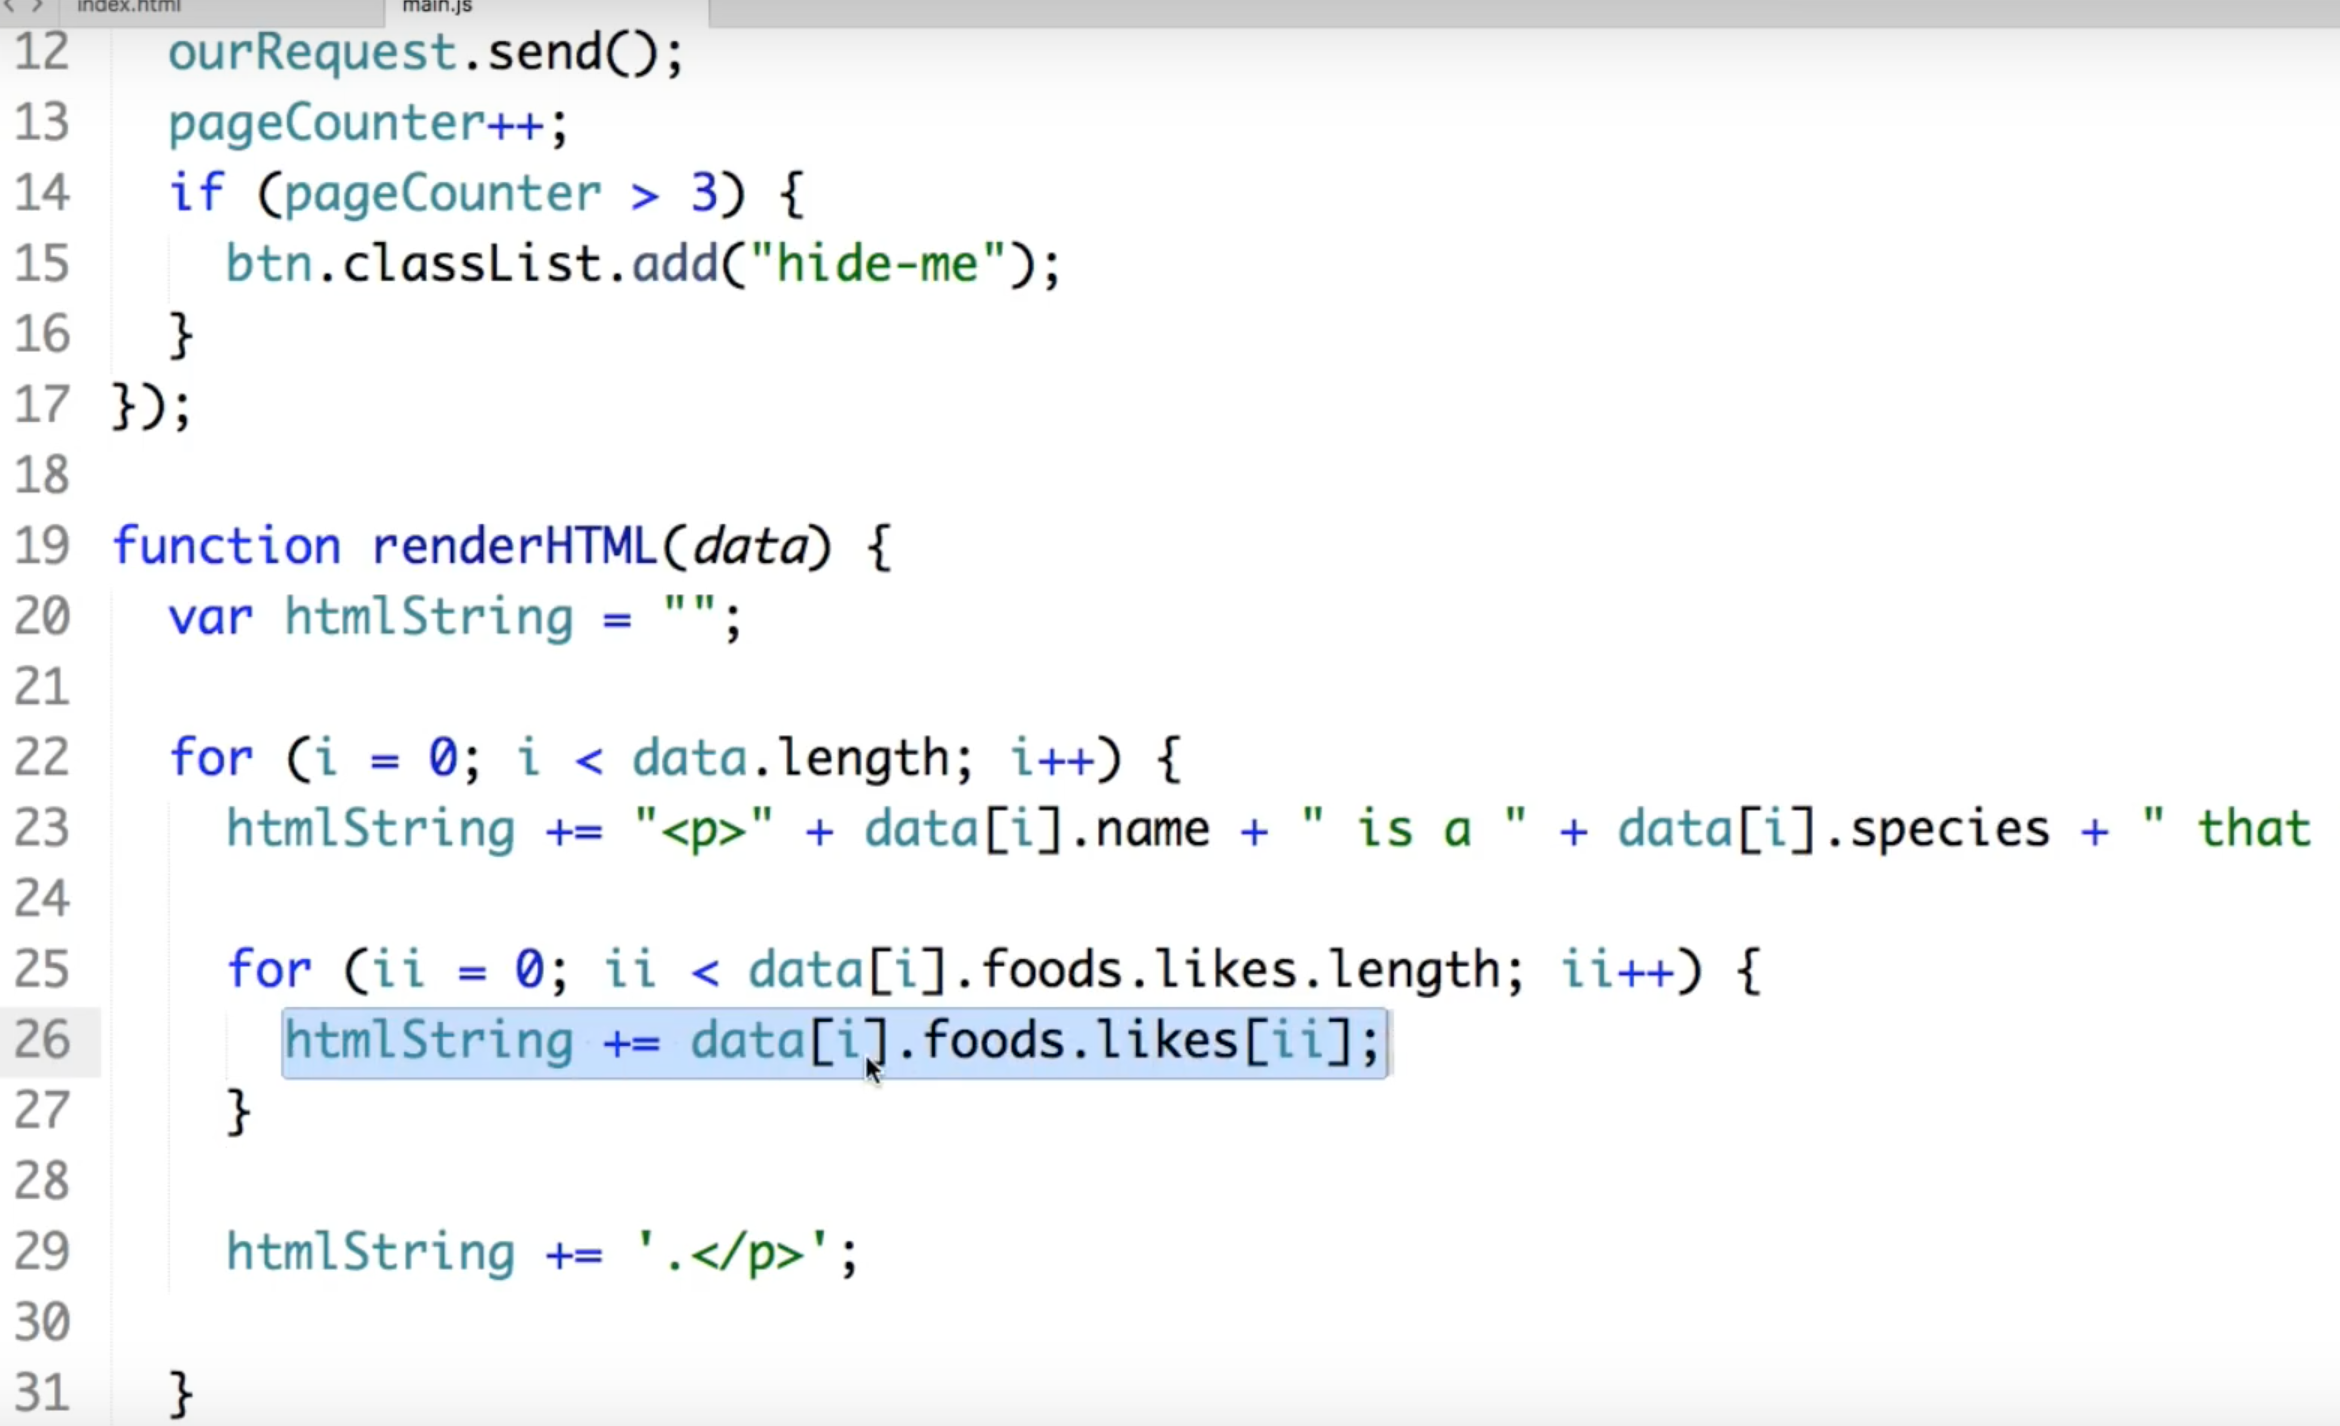 index.html main.js
12 ourRequest.send();
13 pageCounter++;
14 if (pageCounter > 3) {
15 btn.classList.add("hide-me");
16 }
17 });
18
19 function renderHTML(data) {
20 var htmlString = "";
21
22 for (i = 0; i < data.length; i++) {
23 htmlString += "<p>" + data[i].name + " is a " + data[i].species + " that
24
25 for (ii = 0; ii < data[i].foods.likes.length; ii++) {
26 htmlString += data[i].foods.likes[ii];
27 }
28
29 htmlString += '.</p>';
30
31 }